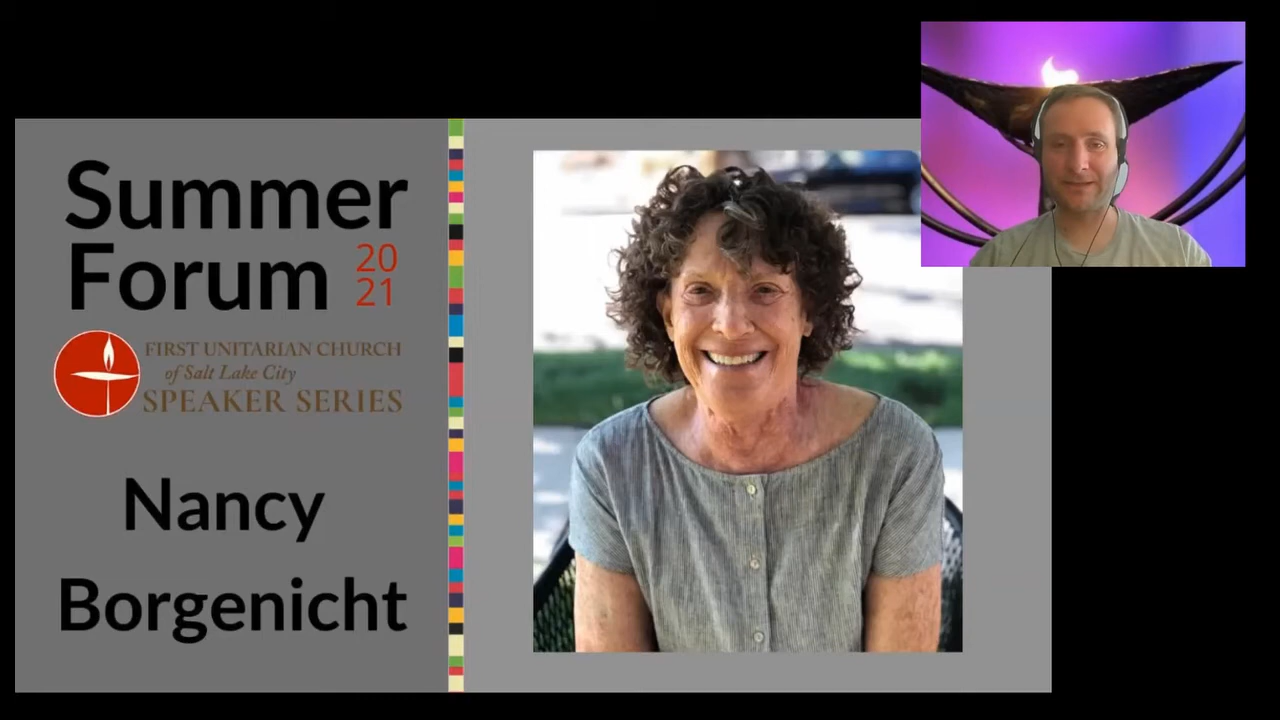 Summer
Forum 20
21
FIRST UNITARIAN CHURCH
of Salt Lake City
SPEAKER SERIES
Nancy
Borgenicht